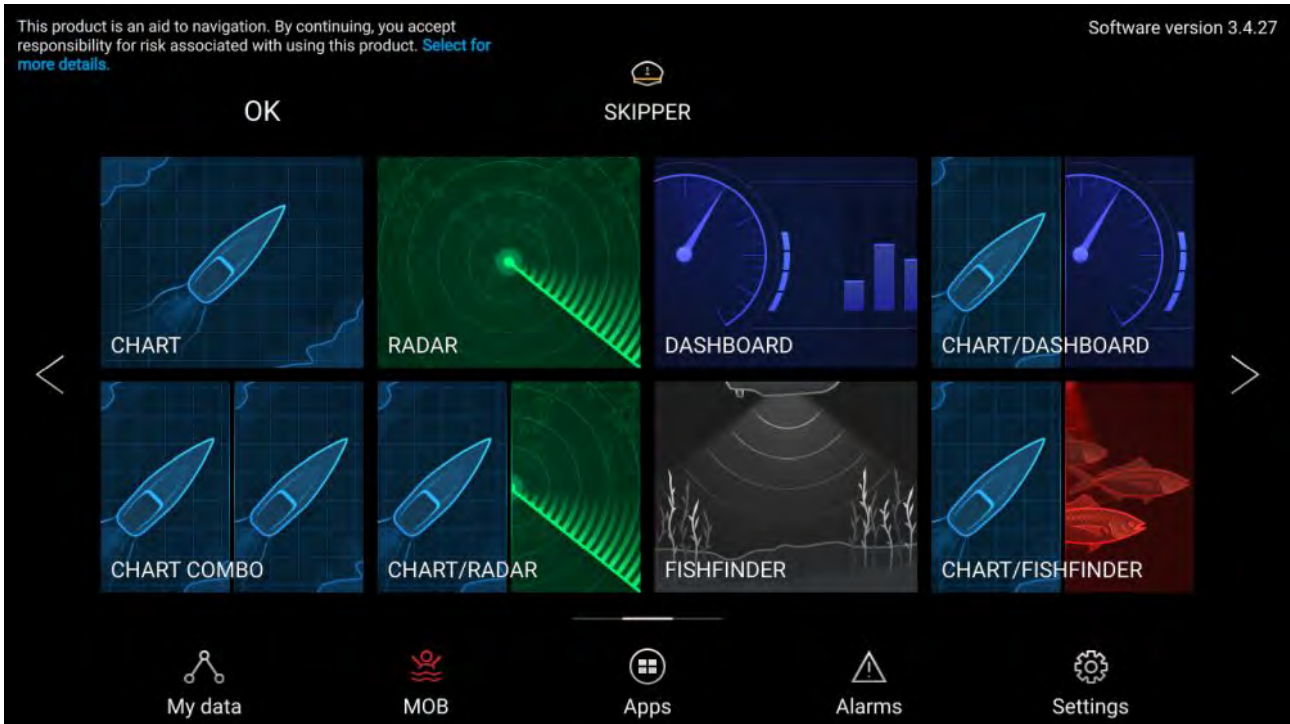 This product is an aid to navigation. By continuing, you accept
responsibility for risk associated with using this product. Select for
more details.
Software version 3.4.27
OK
SKIPPER
CHART
RADAR
DASHBOARD
CHART/DASHBOARD
CHART COMBO
CHART/RADAR
FISHFINDER
CHART/FISHFINDER
My data
MOB
Apps
Alarms
Settings